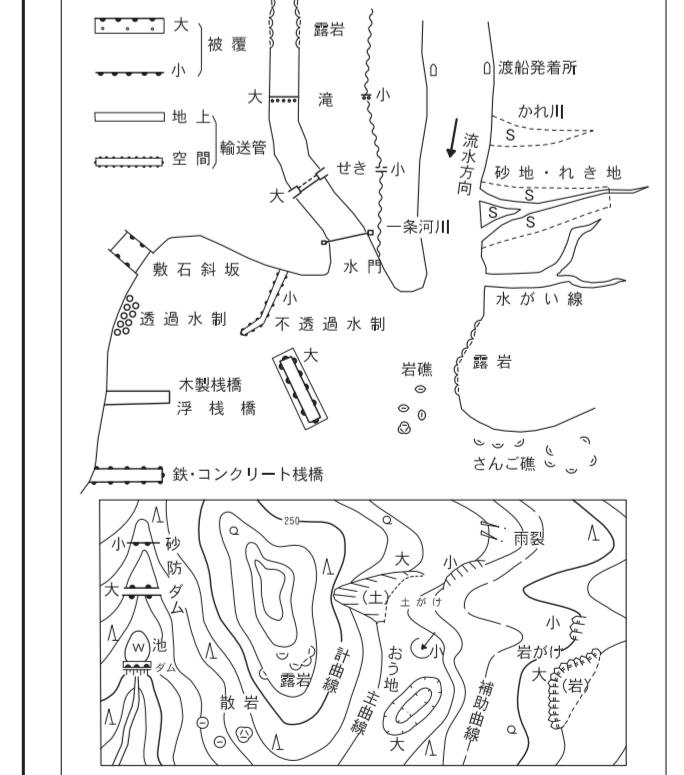 大
被覆
小
地上
輸送管
空間
露岩
大
滝
小
大
せき
小
一条河川
水門
渡船発着所
流水方向
かれ川
S
砂地・れき地
S
S
S
水がい線
敷石斜坂
透過水制
小
不透過水制
大
木製桟橋
浮桟橋
鉄・コンクリート桟橋
岩礁
露岩
さんご礁
250
小
砂防ダム
大
W
池
ダム
散岩
露岩
計曲線
主曲線
大
(土)
土がけ
小
雨裂
おう地
小
大
補助曲線
小
岩がけ
大
(岩)